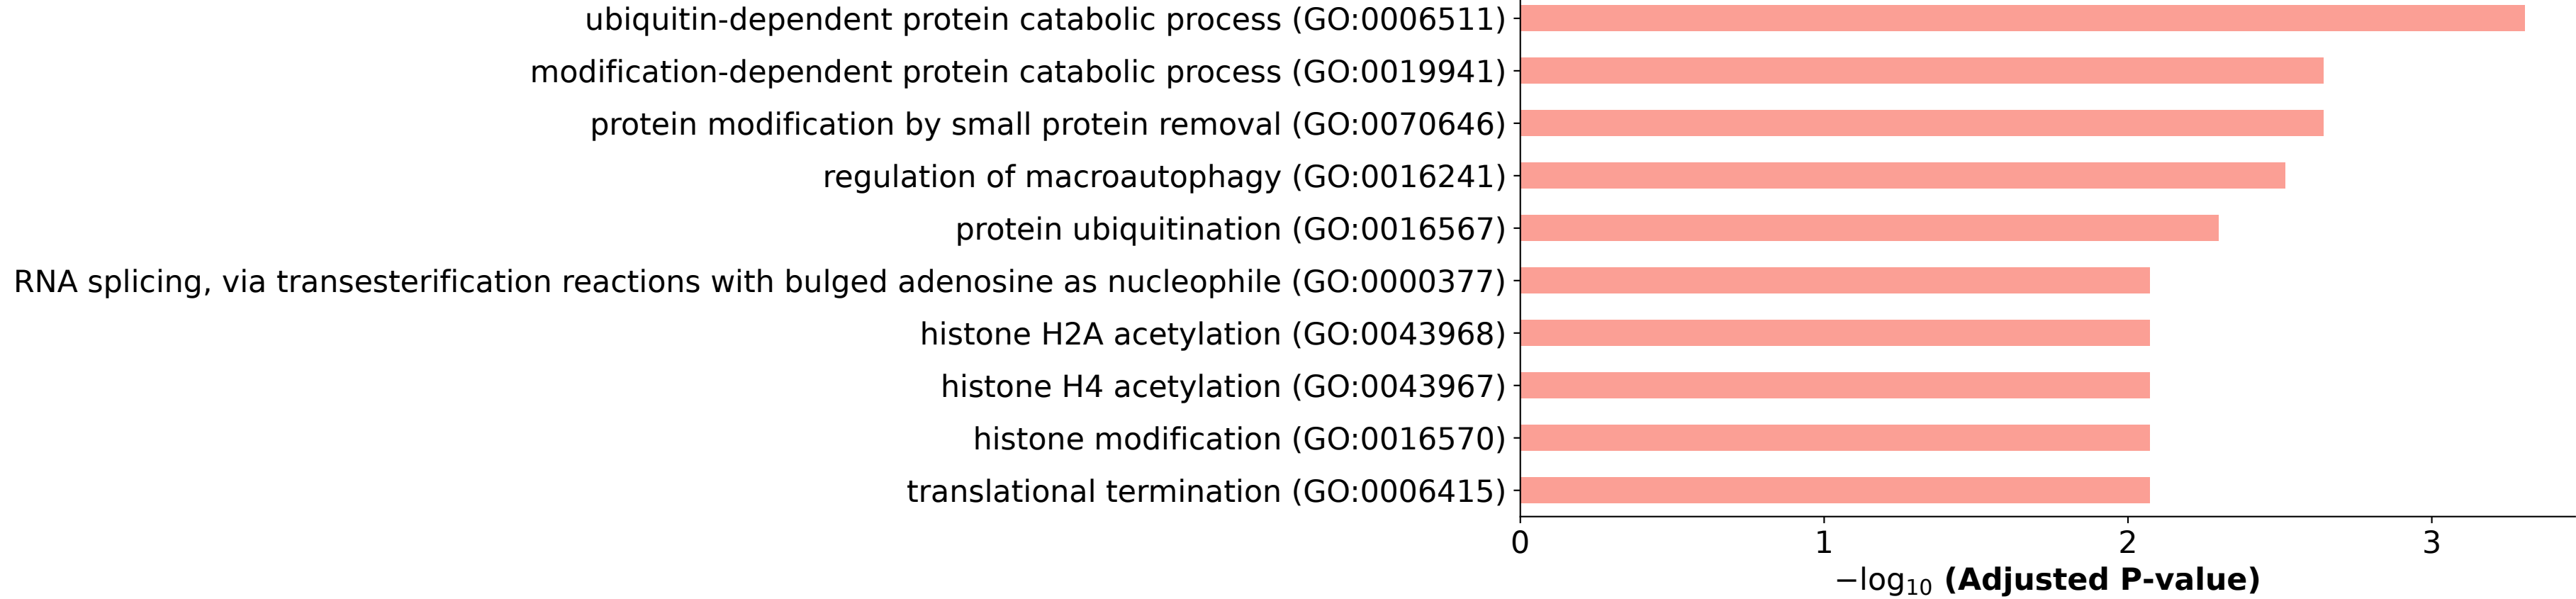 ubiquitin-dependent protein catabolic process (GO:0006511)
modification-dependent protein catabolic process (GO:0019941)
protein modification by small protein removal (GO:0070646)
regulation of macroautophagy (GO:0016241)
protein ubiquitination (GO:0016567)
RNA splicing, via transesterification reactions with bulged adenosine as nucleophile (GO:0000377)
histone H2A acetylation (GO:0043968)
histone H4 acetylation (GO:0043967)
histone modification (GO:0016570)
translational termination (GO:0006415)
0 1 2 3
−log₁₀ (Adjusted P-value)